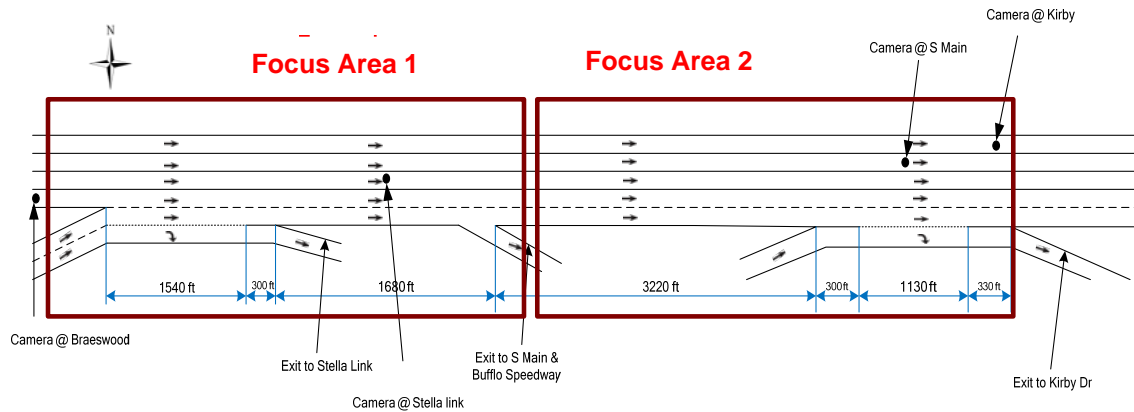 Camera @ Kirby
N
Camera @ S Main
Focus Area 1
Focus Area 2
1540 ft
300 ft
1680 ft
3220 ft
300 ft
1130 ft
330 ft
Camera @ Braeswood
Exit to Stella Link
Exit to S Main &
Bufflo Speedway
Exit to Kirby Dr
Camera @ Stella link